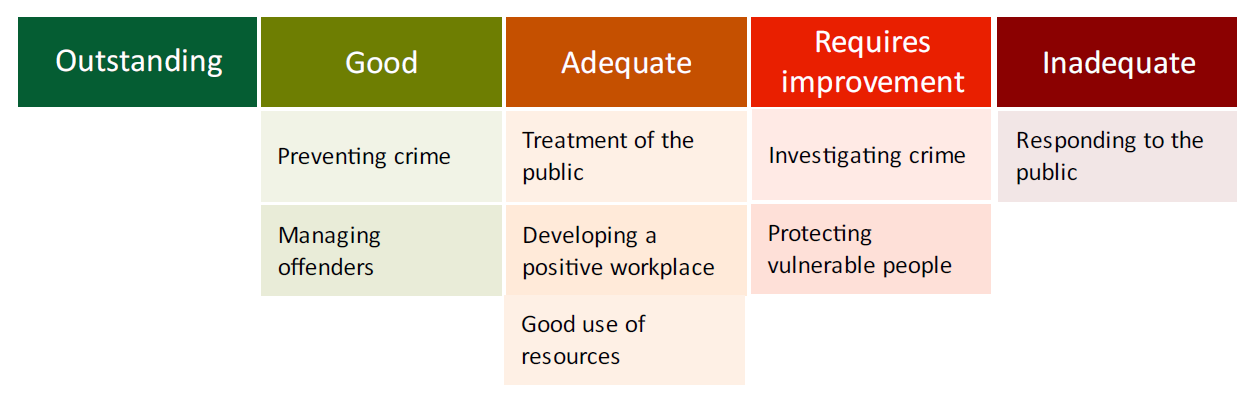 Outstanding
Good
Adequate
Requires
improvement
Inadequate
Preventing crime
Treatment of the
public
Investigating crime
Responding to the
public
Managing
offenders
Developing a
positive workplace
Protecting
vulnerable people
Good use of
resources